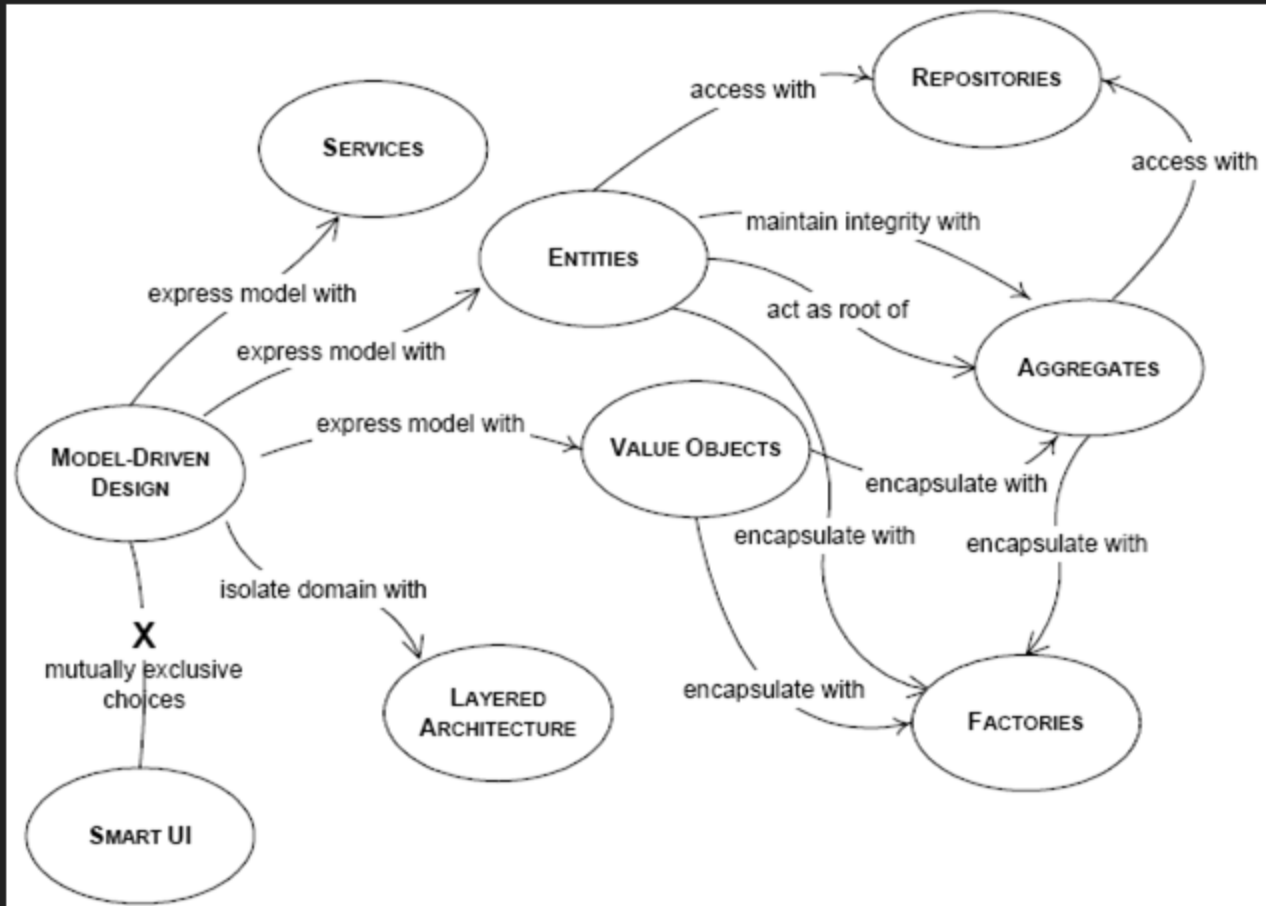 REPOSITORIES
access with
SERVICES
access with
maintain integrity with
ENTITIES
express model with
act as root of
express model with
AGGREGATES
express model with
VALUE OBJECTS
MODEL-DRIVEN
DESIGN
encapsulate with
encapsulate with
encapsulate with
isolate domain with
X
mutually exclusive
choices
encapsulate with
LAYERED
ARCHITECTURE
FACTORIES
SMART UI